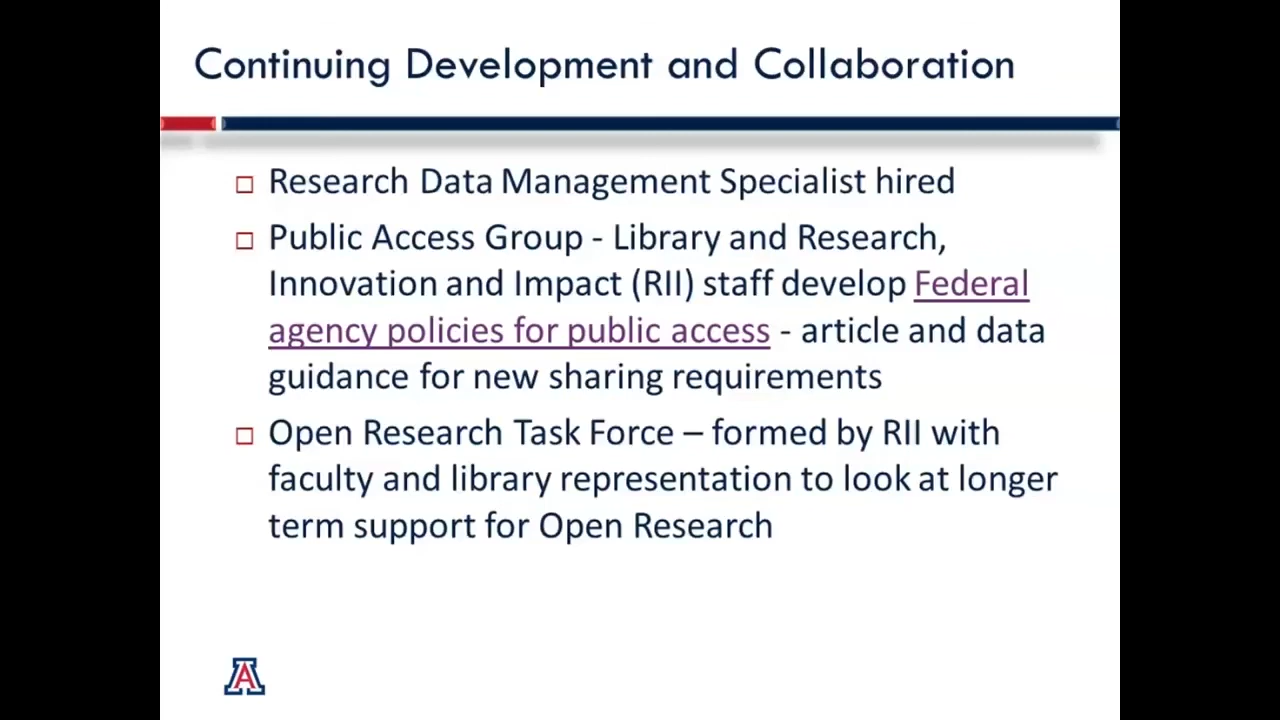 Continuing Development and Collaboration
Research Data Management Specialist hired
Public Access Group - Library and Research,
Innovation and Impact (RII) staff develop Federal
agency policies for public access - article and data
guidance for new sharing requirements
Open Research Task Force – formed by RII with
faculty and library representation to look at longer
term support for Open Research
A